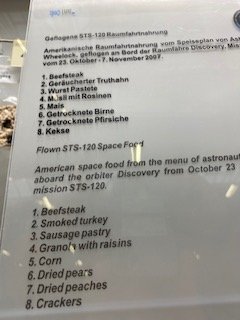 Geflogene STS-120 Raumfahrtnahrung
Amerikanische Raumfahrtnahrung vom Speiseplan von As
Wheelock, geflogen an Bord der Raumfähre Discovery, Miss
vom 23. Oktober - 7. November 2007.
1. Beefsteak
2. Geräucherter Truthahn
3. Wurst Pastete
4. Müsli mit Rosinen
5. Mais
6. Getrocknete Birne
7. Getrocknete Pfirsiche
8. Kekse
Flown STS-120 Space Food
American space food from the menu of astronau
aboard the orbiter Discovery from October 23
mission STS-120.
1. Beefsteak
2. Smoked turkey
3. Sausage pastry
4. Granola with raisins
5. Corn
6. Dried pears
7. Dried peaches
8. Crackers